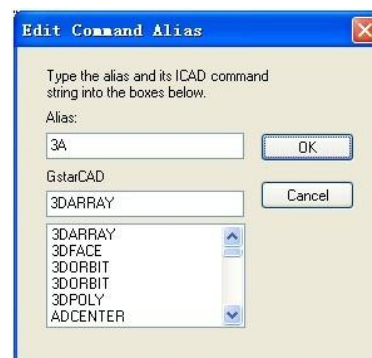 Edit Command Alias
Type the alias and its ICAD command
string into the boxes below.
Alias:
3A
OK
GstarCAD
3DARRAY
Cancel
3DARRAY
3DFACE
3DORBIT
3DORBIT
3DPOLY
ADCENTER